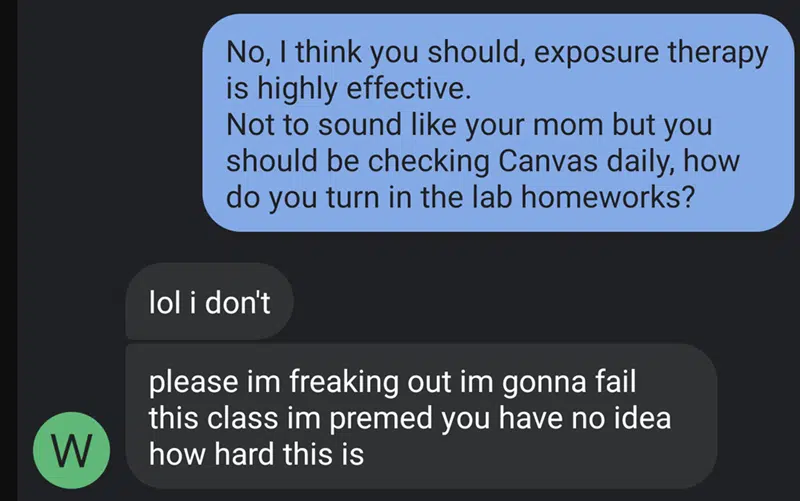 No, I think you should, exposure therapy
is highly effective.
Not to sound like your mom but you
should be checking Canvas daily, how
do you turn in the lab homeworks?
lol i don't
please im freaking out im gonna fail
this class im premed you have no idea
how hard this is
W